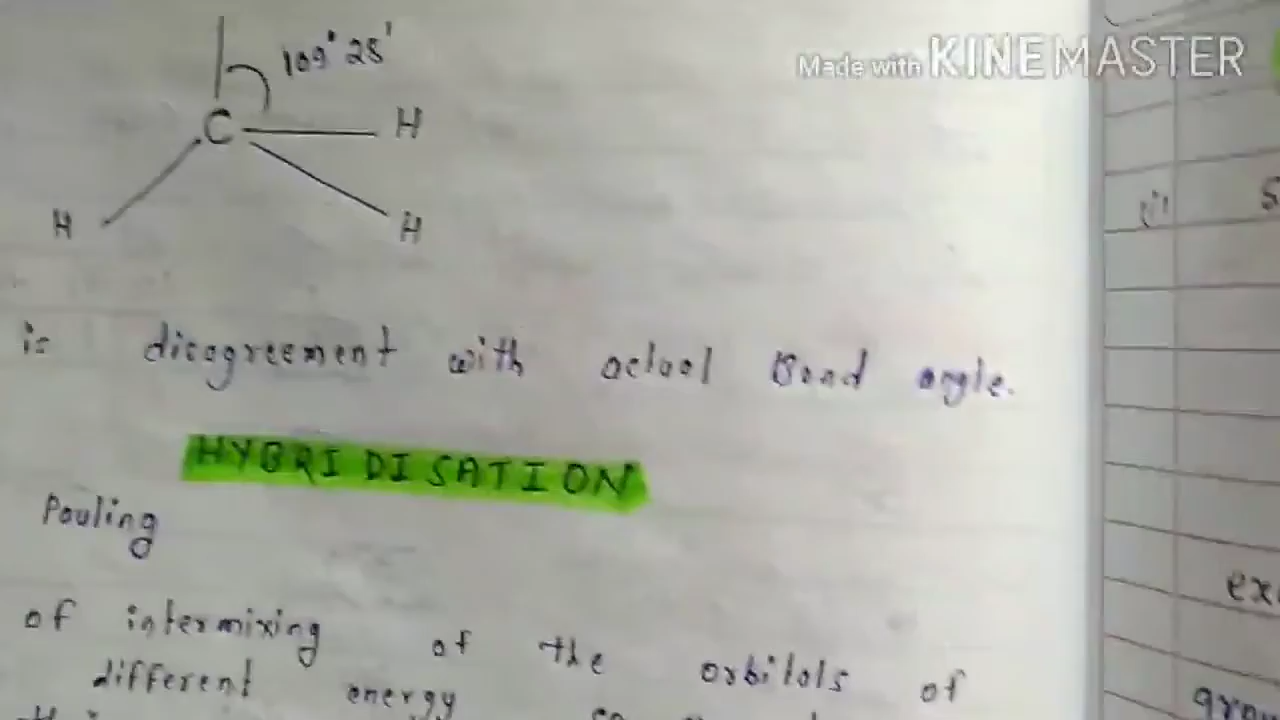 Made with KINEMASTER
109° 28'
C
H
H
H
is disagreement with actual Bond angle.
HYBRIDISATION
Pauling
of intermixing of the orbitals of
different energy
ex